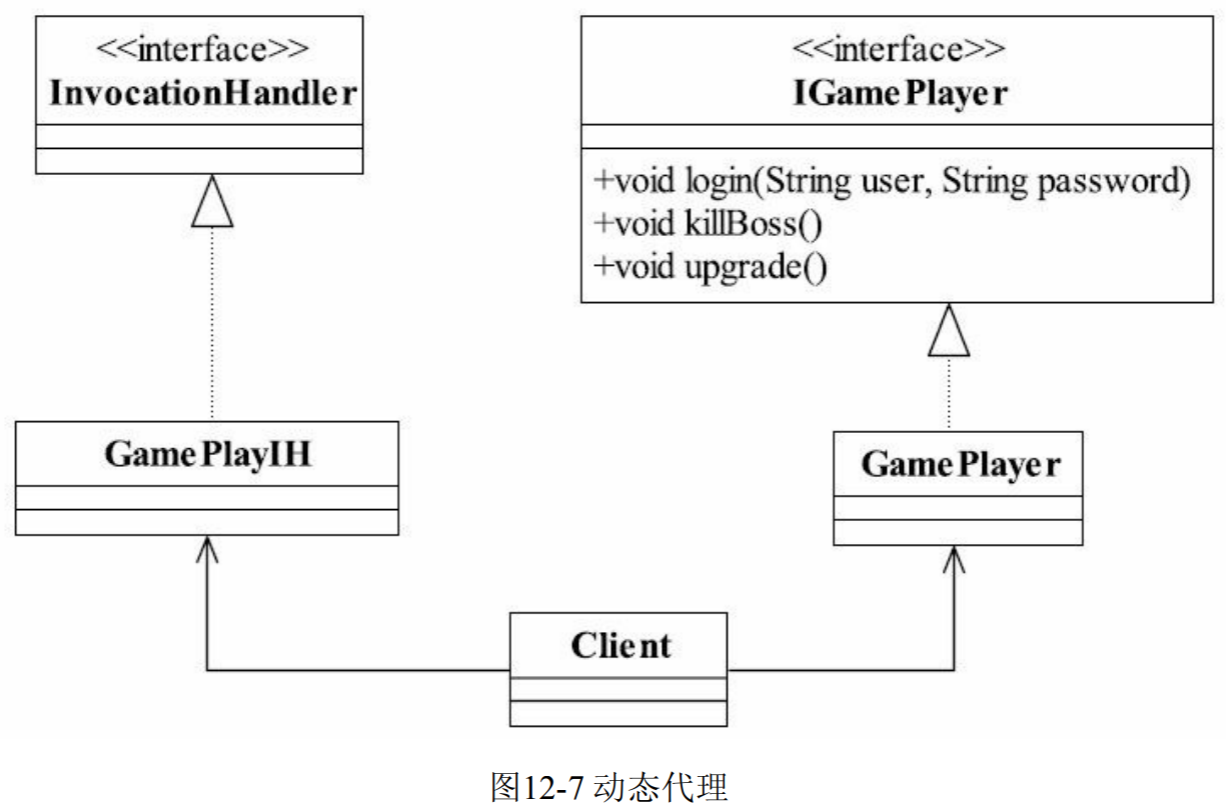 <<interface>>
InvocationHandler
<<interface>>
IGamePlayer
+void login(String user, String password)
+void killBoss()
+void upgrade()
GamePlayIH
GamePlayer
Client
图12-7 动态代理